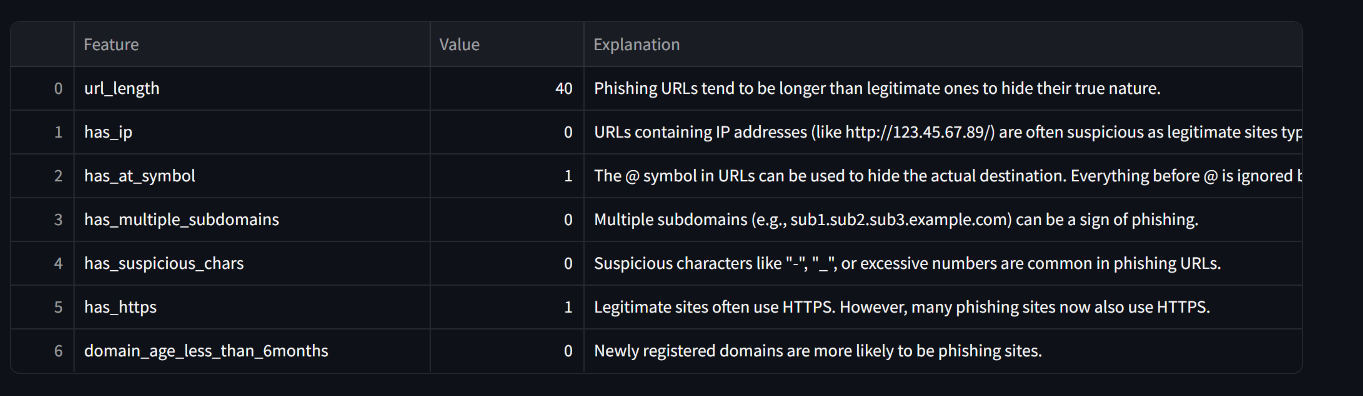 Feature Value Explanation
0 url_length 40 Phishing URLs tend to be longer than legitimate ones to hide their true nature.
1 has_ip 0 URLs containing IP addresses (like http://123.45.67.89/) are often suspicious as legitimate sites typ
2 has_at_symbol 1 The @ symbol in URLs can be used to hide the actual destination. Everything before @ is ignored b
3 has_multiple_subdomains 0 Multiple subdomains (e.g., sub1.sub2.sub3.example.com) can be a sign of phishing.
4 has_suspicious_chars 0 Suspicious characters like "-", "_", or excessive numbers are common in phishing URLs.
5 has_https 1 Legitimate sites often use HTTPS. However, many phishing sites now also use HTTPS.
6 domain_age_less_than_6months 0 Newly registered domains are more likely to be phishing sites.